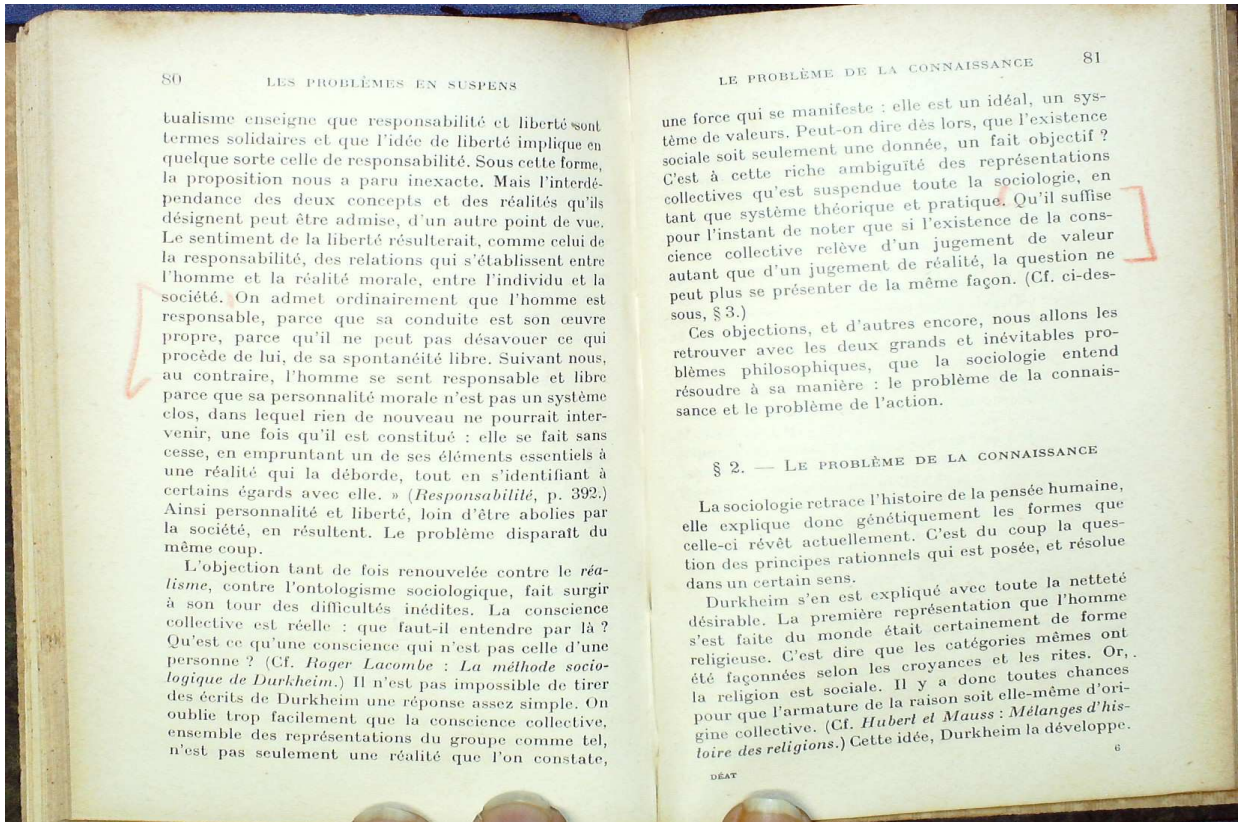 80
LES PROBLÈMES EN SUSPENS
tualisme enseigne que responsabilité et liberté sont
termes solidaires et que l'idée de liberté implique en
quelque sorte celle de responsabilité. Sous cette forme,
la proposition nous a paru inexacte. Mais l'interdé-
pendance des deux concepts et des réalités qu'ils
désignent peut être admise, d'un autre point de vue.
Le sentiment de la liberté résulterait, comme celui de
la responsabilité, des relations qui s'établissent entre
l'homme et la réalité morale, entre l'individu et la
société. On admet ordinairement que l'homme est
responsable, parce que sa conduite est son œuvre
propre, parce qu'il ne peut pas désavouer ce qui
procède de lui, de sa spontanéité libre. Suivant nous,
au contraire, l'homme se sent responsable et libre
parce que sa personnalité morale n'est pas un système
clos, dans lequel rien de nouveau ne pourrait inter-
venir, une fois qu'il est constitué : elle se fait sans
cesse, en empruntant un de ses éléments essentiels à
une réalité qui la déborde, tout en s'identifiant à
certains égards avec elle. » (Responsabilité, p. 392.)
Ainsi personnalité et liberté, loin d'être abolies par
la société, en résultent. Le problème disparaît du
même coup.
L'objection tant de fois renouvelée contre le réa-
lisme, contre l'ontologisme sociologique, fait surgir
à son tour des difficultés inédites. La conscience
collective est réelle : que faut-il entendre par là ?
Qu'est ce qu'une conscience qui n'est pas celle d'une
personne ? (Cf. Roger Lacombe : La méthode socio-
logique de Durkheim.) Il n'est pas impossible de tirer
des écrits de Durkheim une réponse assez simple. On
oublie trop facilement que la conscience collective,
ensemble des représentations du groupe comme tel,
n'est pas seulement une réalité que l'on constate,
LE PROBLÈME DE LA CONNAISSANCE
81
une force qui se manifeste : elle est un idéal, un sys-
tème de valeurs. Peut-on dire dès lors, que l'existence
sociale soit seulement une donnée, un fait objectif ?
C'est à cette riche ambiguïté des représentations
collectives qu'est suspendue toute la sociologie, en
tant que système théorique et pratique. Qu'il suffise
pour l'instant de noter que si l'existence de la cons-
cience collective relève d'un jugement de valeur
autant que d'un jugement de réalité, la question ne
peut plus se présenter de la même façon. (Cf. ci-des-
sous, § 3.)
Ces objections, et d'autres encore, nous allons les
retrouver avec les deux grands et inévitables pro-
blèmes philosophiques, que la sociologie entend
résoudre à sa manière : le problème de la connais-
sance et le problème de l'action.
§ 2. — LE PROBLÈME DE LA CONNAISSANCE
La sociologie retrace l'histoire de la pensée humaine,
elle explique donc génétiquement les formes que
celle-ci revêt actuellement. C'est du coup la ques-
tion des principes rationnels qui est posée, et résolue
dans un certain sens.
Durkheim s'en est expliqué avec toute la netteté
désirable. La première représentation que l'homme
s'est faite du monde était certainement de forme
religieuse. C'est dire que les catégories mêmes ont
été façonnées selon les croyances et les rites. Or,
la religion est sociale. Il y a donc toutes chances
pour que l'armature de la raison soit elle-même d'ori-
gine collective. (Cf. Hubert et Mauss : Mélanges d'his-
toire des religions.) Cette idée, Durkheim la développe.
DÉAT
6